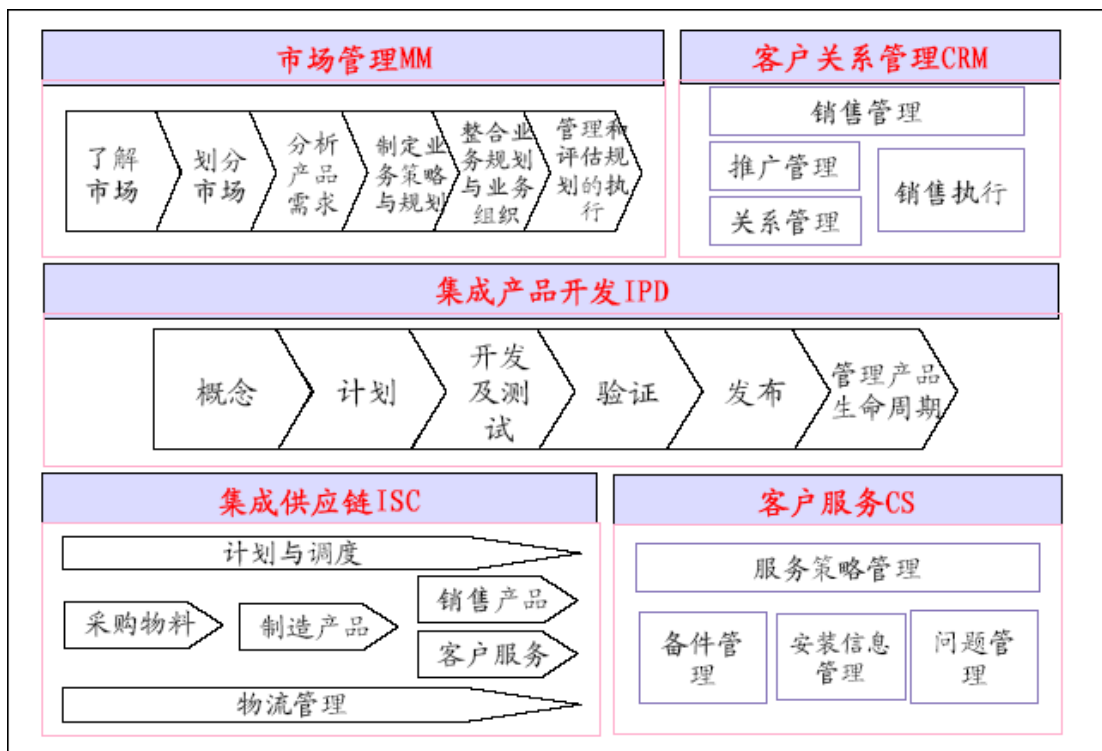 市场管理MM
了解
市场
划分
市场
分析
产品
需求
制定业
务策略
与规划
整合业
务规划
与业务
组织
管理和
评估规
划的执
行
客户关系管理CRM
销售管理
推广管理
关系管理
销售执行
集成产品开发IPD
概念
计划
开发
及测
试
验证
发布
管理产品
生命周期
集成供应链ISC
计划与调度
采购物料
制造产品
销售产品
客户服务
物流管理
客户服务CS
服务策略管理
备件管
理
安装信息
管理
问题管
理